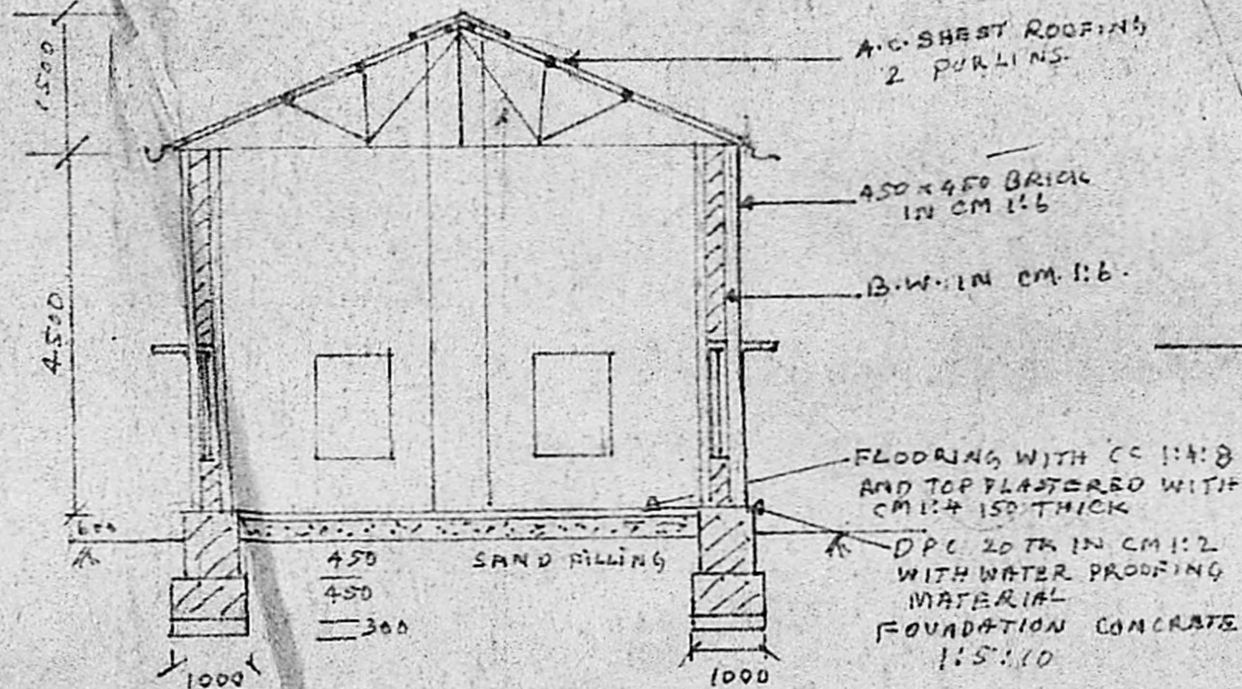 A.C. SHEET ROOFING
2 PURLINS.
1500
450 x 450 BRICK
IN CM 1:6
B.W. IN CM. 1:6.
4500
FLOORING WITH CC 1:4:8
AND TOP PLASTERED WITH
CM 1:4 150 THICK
600
DPC 20 TK IN CM 1:2
WITH WATER PROOFING
MATERIAL
FOUNDATION CONCRETE
1:5:10
450
SAND FILLING
450
300
1000
1000